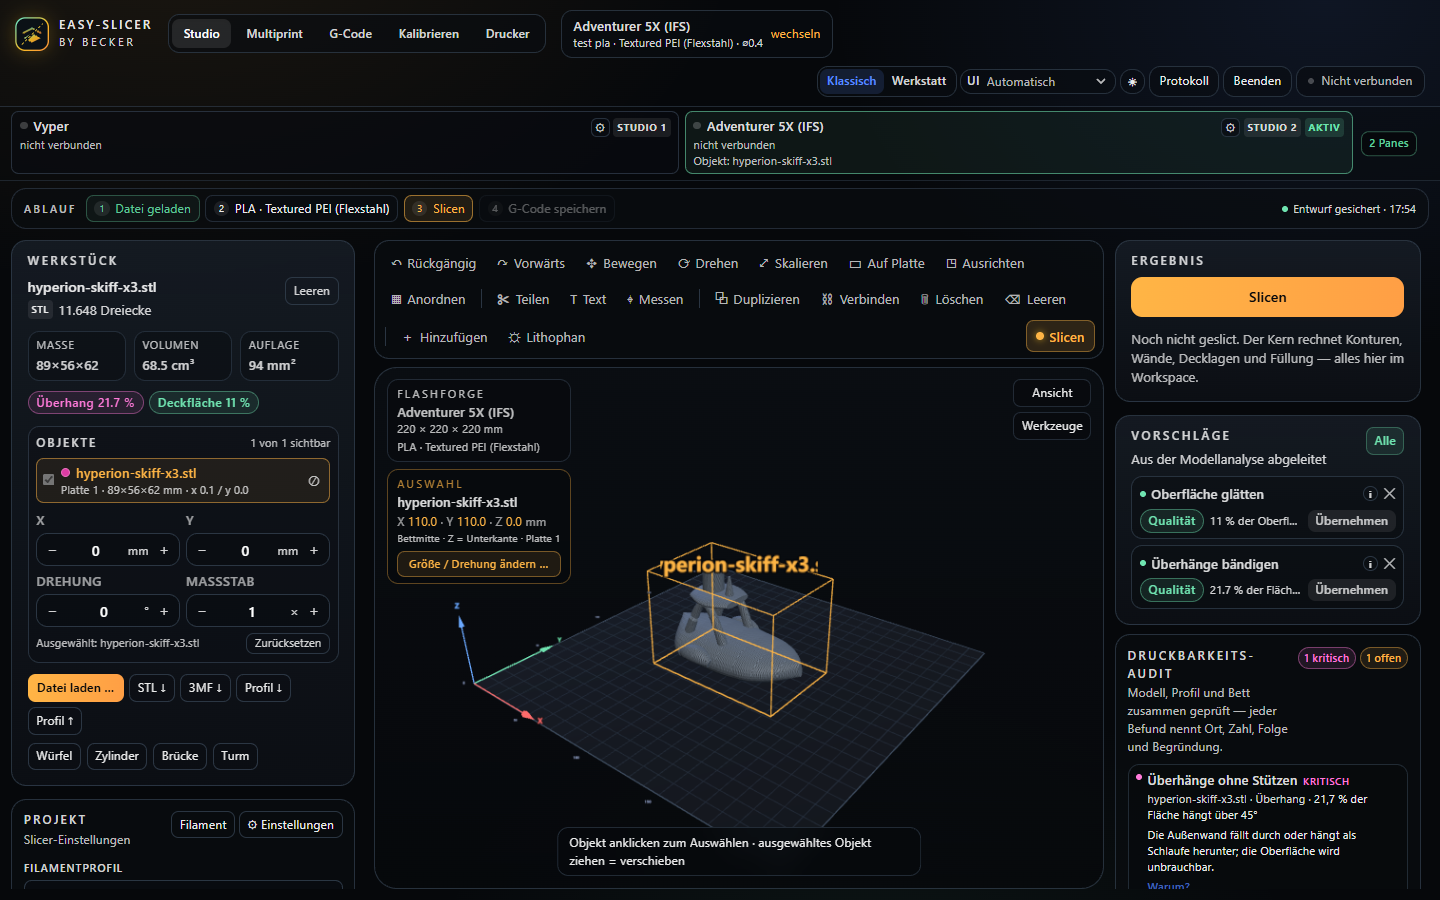 EASY-SLICER
BY BECKER
Studio
Multiprint
G-Code
Kalibrieren
Drucker
Adventurer 5X (IFS)
test pla · Textured PEI (Flexstahl) · ⌀0.4
wechseln
Klassisch
Werkstatt
UI Automatisch
Protokoll
Beenden
Nicht verbunden
Vyper
nicht verbunden
STUDIO 1
Adventurer 5X (IFS)
nicht verbunden
Objekt: hyperion-skiff-x3.stl
STUDIO 2
AKTIV
2 Panes
ABLAUF
1 Datei geladen
2 PLA · Textured PEI (Flexstahl)
3 Slicen
4 G-Code speichern
Entwurf gesichert · 17:54
WERKSTÜCK
hyperion-skiff-x3.stl
STL 11.648 Dreiecke
Leeren
MASSE
89×56×62
VOLUMEN
68.5 cm³
AUFLAGE
94 mm²
Überhang 21.7 %
Deckfläche 11 %
OBJEKTE
1 von 1 sichtbar
hyperion-skiff-x3.stl
Platte 1 · 89×56×62 mm · x 0.1 / y 0.0
X
− 0 mm +
Y
− 0 mm +
DREHUNG
− 0 ° +
MASSSTAB
− 1 × +
Ausgewählt: hyperion-skiff-x3.stl
Zurücksetzen
Datei laden ...
STL ↓
3MF ↓
Profil ↓
Profil ↑
Würfel
Zylinder
Brücke
Turm
PROJEKT
Slicer-Einstellungen
Filament
Einstellungen
FILAMENTPROFIL
Rückgängig
Vorwärts
Bewegen
Drehen
Skalieren
Auf Platte
Ausrichten
Anordnen
Teilen
T Text
Messen
Duplizieren
Verbinden
Löschen
Leeren
+ Hinzufügen
Lithophan
Slicen
FLASHFORGE
Adventurer 5X (IFS)
220 × 220 × 220 mm
PLA · Textured PEI (Flexstahl)
AUSWAHL
hyperion-skiff-x3.stl
X 110.0 · Y 110.0 · Z 0.0 mm
Bettmitte · Z = Unterkante · Platte 1
Größe / Drehung ändern ...
Ansicht
Werkzeuge
perion-skiff-x3.
Z
Y
X
Objekt anklicken zum Auswählen · ausgewähltes Objekt
ziehen = verschieben
ERGEBNIS
Slicen
Noch nicht geslict. Der Kern rechnet Konturen,
Wände, Decklagen und Füllung — alles hier im
Workspace.
VORSCHLÄGE
Aus der Modellanalyse abgeleitet
Alle
Oberfläche glätten
Qualität
11 % der Oberfl...
Übernehmen
Überhänge bändigen
Qualität
21.7 % der Fläch...
Übernehmen
DRUCKBARKEITS-
AUDIT
1 kritisch
1 offen
Modell, Profil und Bett
zusammen geprüft — jeder
Befund nennt Ort, Zahl, Folge
und Begründung.
Überhänge ohne Stützen KRITISCH
hyperion-skiff-x3.stl · Überhang · 21,7 % der
Fläche hängt über 45°
Die Außenwand fällt durch oder hängt als
Schlaufe herunter; die Oberfläche wird
unbrauchbar.
Warum?